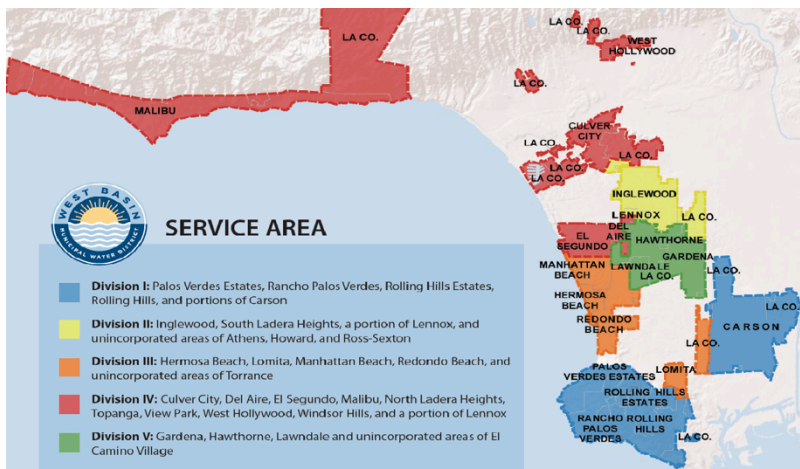 LA CO.
LA CO.
LA CO.
WEST
HOLLYWOOD
LA CO.
MALIBU
CULVER
CITY
LA CO.
LA CO.
LA CO.
LA CO.
INGLEWOOD
LENNOX
LA CO.
DEL
AIRE
EL
SEGUNDO
HAWTHORNE
GARDENA
MANHATTAN
BEACH
LAWNDALE
LA CO.
LA CO.
HERMOSA
BEACH
LA CO.
REDONDO
BEACH
CARSON
LA CO.
PALOS
VERDES ESTATES
LOMITA
ROLLING HILLS
ESTATES
RANCHO
PALOS
VERDES
ROLLING
HILLS
LA CO.
WEST BASIN
MUNICIPAL WATER DISTRICT
SERVICE AREA
Division I: Palos Verdes Estates, Rancho Palos Verdes, Rolling Hills Estates,
Rolling Hills, and portions of Carson
Division II: Inglewood, South Ladera Heights, a portion of Lennox, and
unincorporated areas of Athens, Howard, and Ross-Sexton
Division III: Hermosa Beach, Lomita, Manhattan Beach, Redondo Beach, and
unincorporated areas of Torrance
Division IV: Culver City, Del Aire, El Segundo, Malibu, North Ladera Heights,
Topanga, View Park, West Hollywood, Windsor Hills, and a portion of Lennox
Division V: Gardena, Hawthorne, Lawndale and unincorporated areas of El
Camino Village